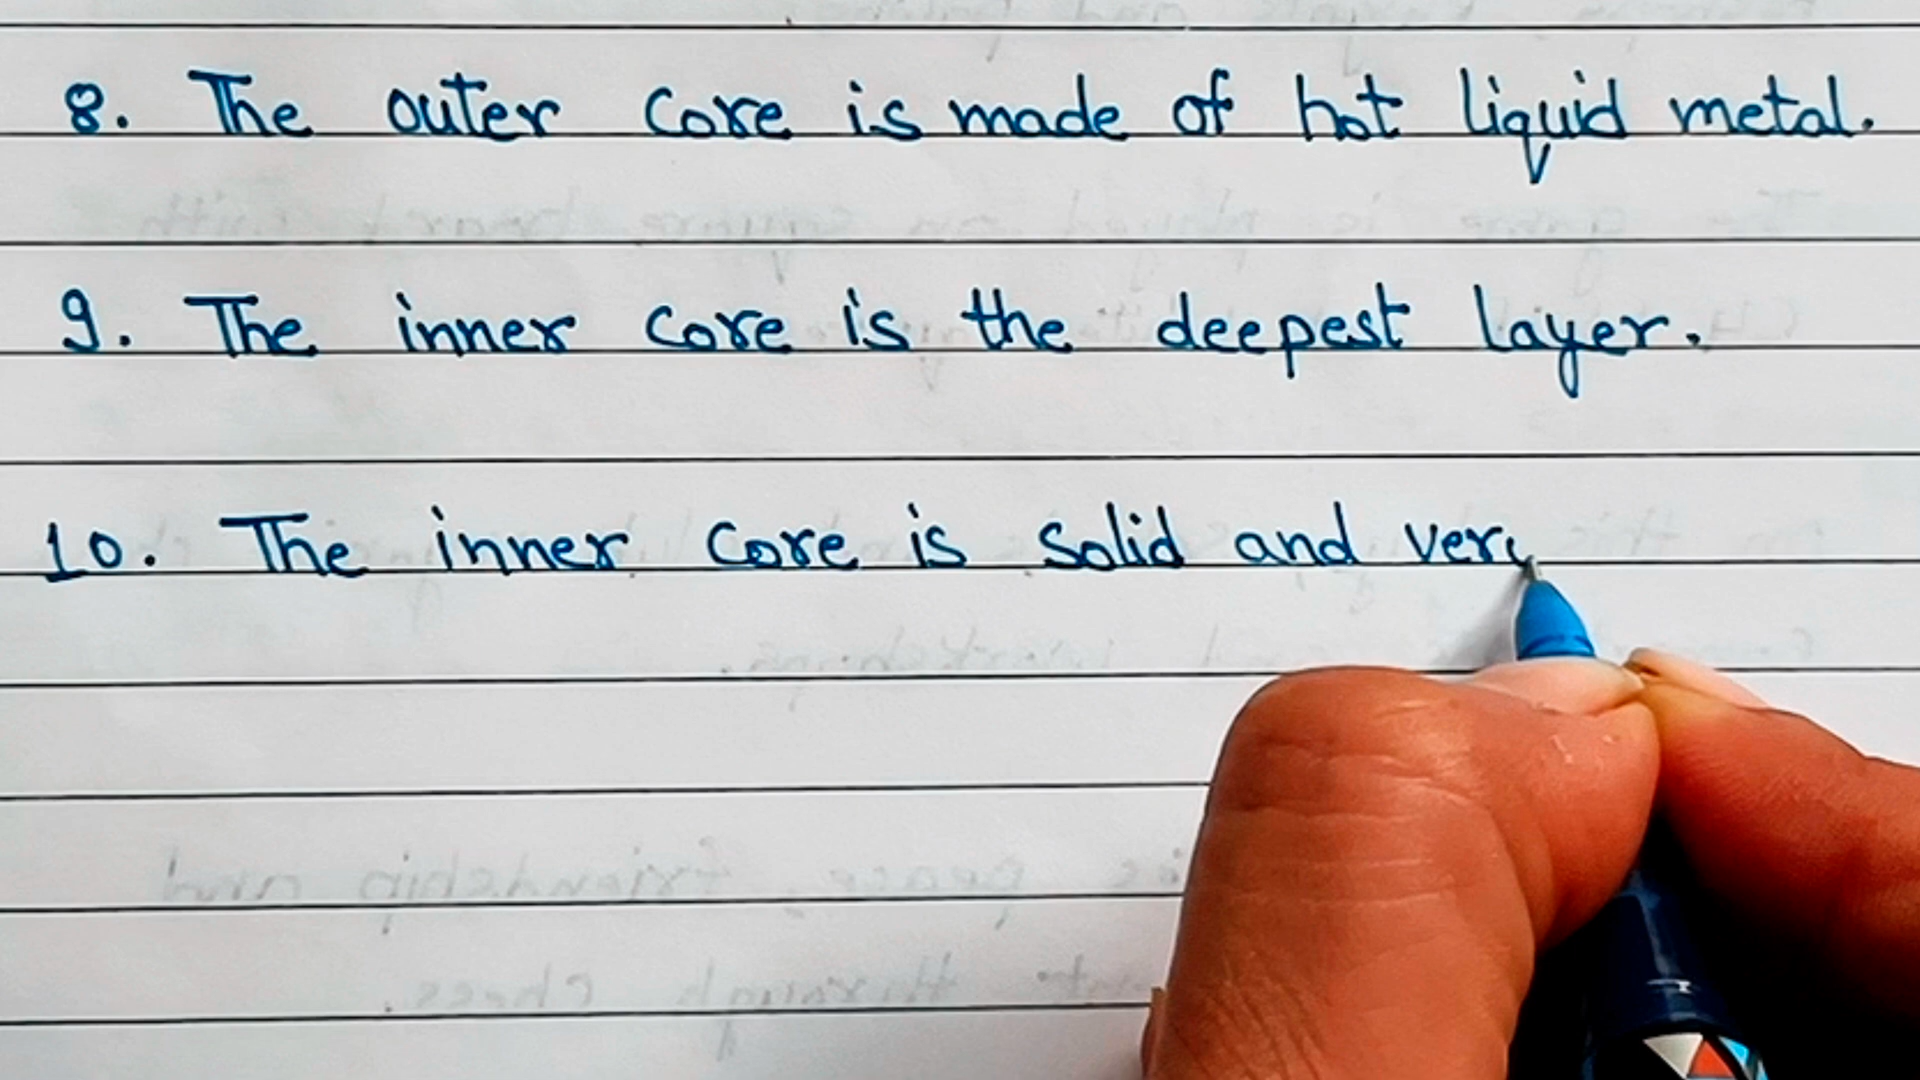 8. The outer core is made of hot liquid metal.
9. The inner core is the deepest layer.
10. The inner core is solid and very